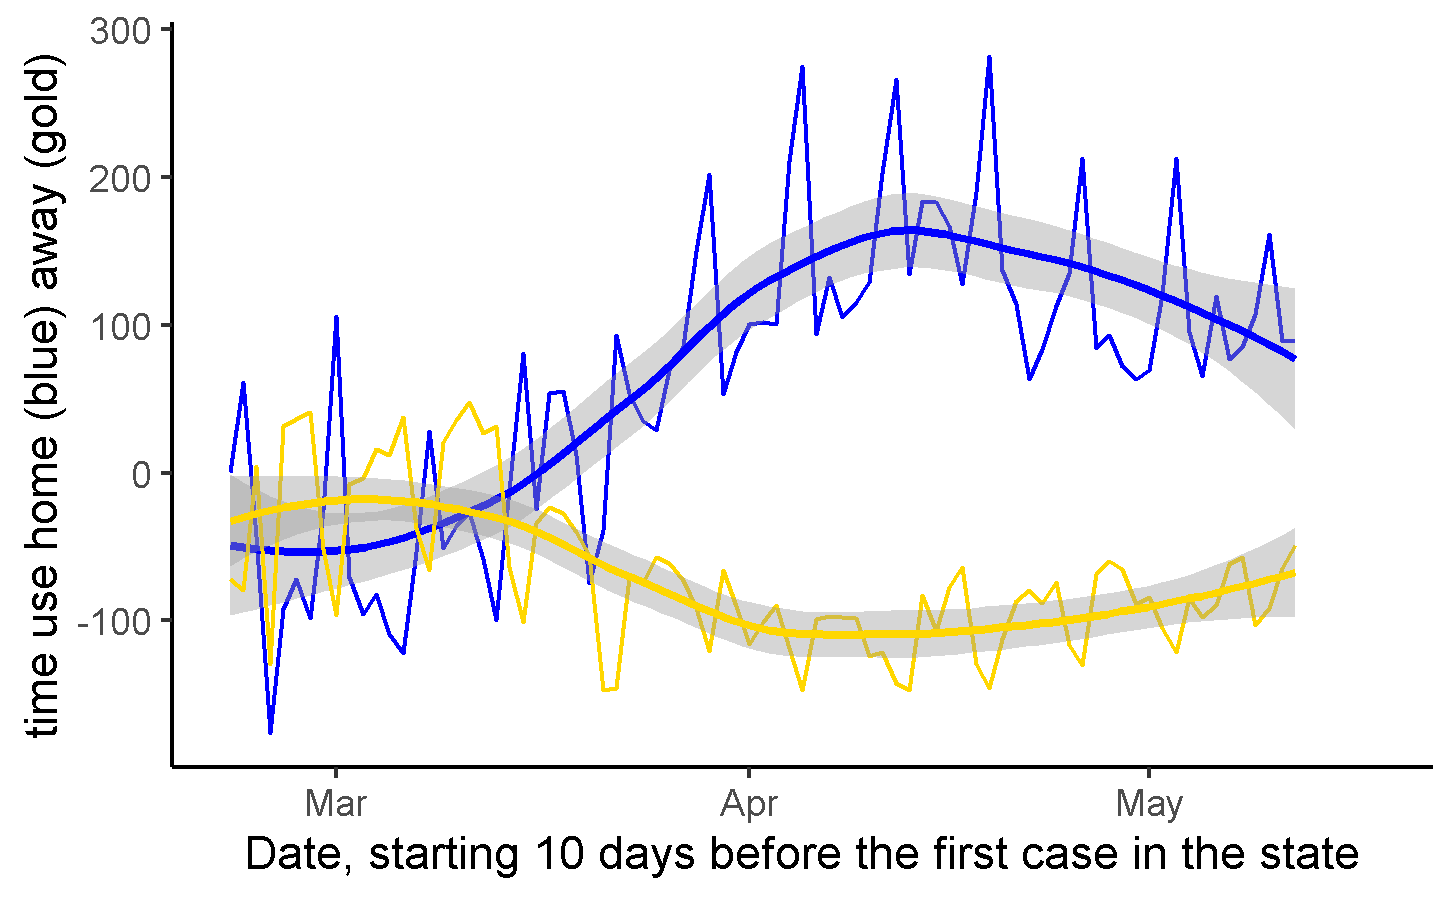 time use home (blue) away (gold)
300
200
100
0
-100
Mar
Apr
May
Date, starting 10 days before the first case in the state